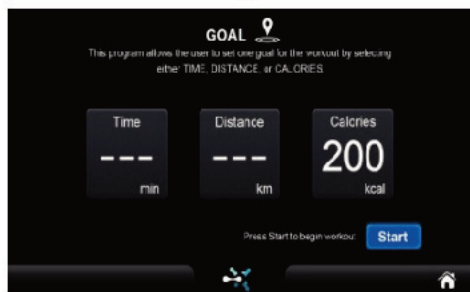 GOAL
This program allows the user to set one goal for the workout by selecting
either TIME, DISTANCE, or CALORIES.
Time Distance Calories
--- --- 200
min km kcal
Press Start to begin workout Start